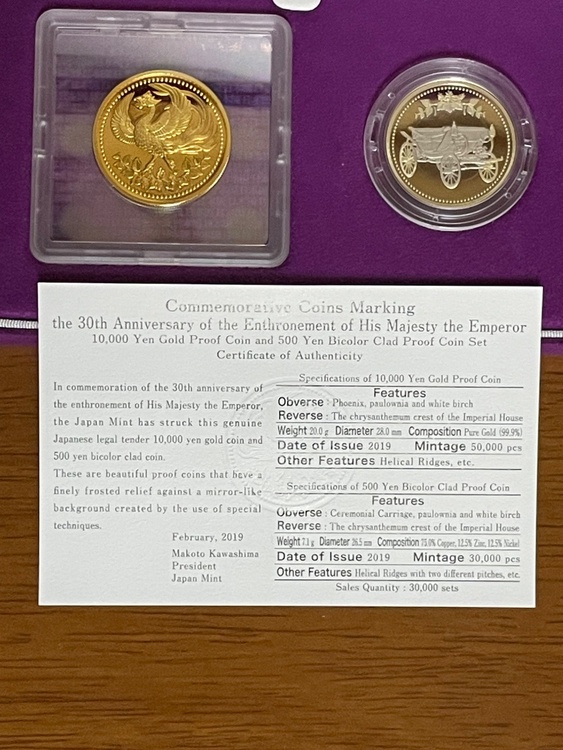 Commemorative Coins Marking
the 30th Anniversary of the Enthronement of His Majesty the Emperor
10,000 Yen Gold Proof Coin and 500 Yen Bicolor Clad Proof Coin Set
Certificate of Authenticity
In commemoration of the 30th anniversary of
the enthronement of His Majesty the Emperor,
the Japan Mint has struck this genuine
Japanese legal tender 10,000 yen gold coin and
500 yen bicolor clad coin.
These are beautiful proof coins that have a
finely frosted relief against a mirror-like
background created by the use of special
techniques.
February, 2019
Makoto Kawashima
President
Japan Mint
Specifications of 10,000 Yen Gold Proof Coin
Features
Obverse : Phoenix, paulownia and white birch
Reverse : The chrysanthemum crest of the Imperial House
Weight 20.0 g Diameter 28.0 mm Composition Pure Gold (99.9%)
Date of Issue 2019 Mintage 50,000 pcs
Other Features Helical Ridges, etc.
Specifications of 500 Yen Bicolor Clad Proof Coin
Features
Obverse : Ceremonial Carriage, paulownia and white birch
Reverse : The chrysanthemum crest of the Imperial House
Weight 7.1 g Diameter 26.5 mm Composition 75.0% Copper, 12.5% Zinc, 12.5% Nickel
Date of Issue 2019 Mintage 30,000 pcs
Other Features Helical Ridges with two different pitches, etc.
Sales Quantity : 30,000 sets